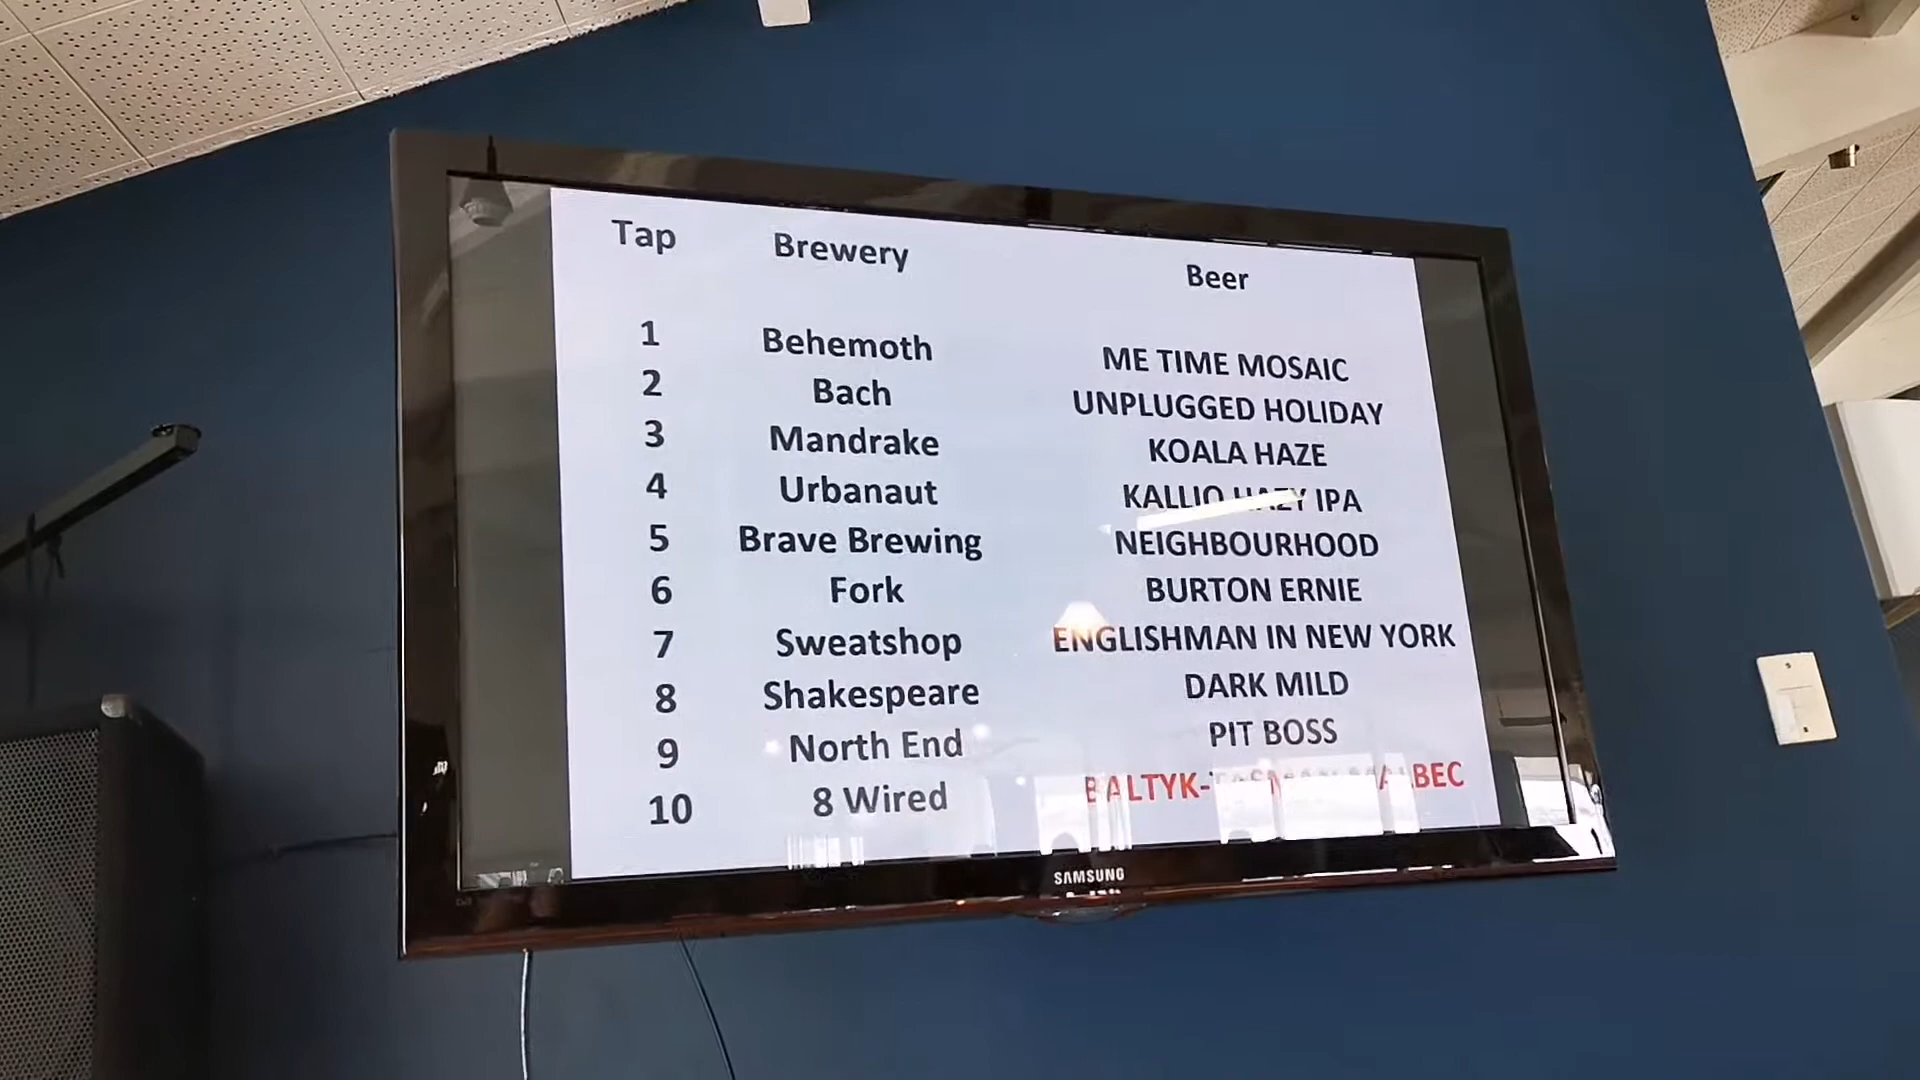 Tap Brewery Beer
1 Behemoth ME TIME MOSAIC
2 Bach UNPLUGGED HOLIDAY
3 Mandrake KOALA HAZE
4 Urbanaut KALLIO HAZY IPA
5 Brave Brewing NEIGHBOURHOOD
6 Fork BURTON ERNIE
7 Sweatshop ENGLISHMAN IN NEW YORK
8 Shakespeare DARK MILD
9 North End PIT BOSS
10 8 Wired
SAMSUNG